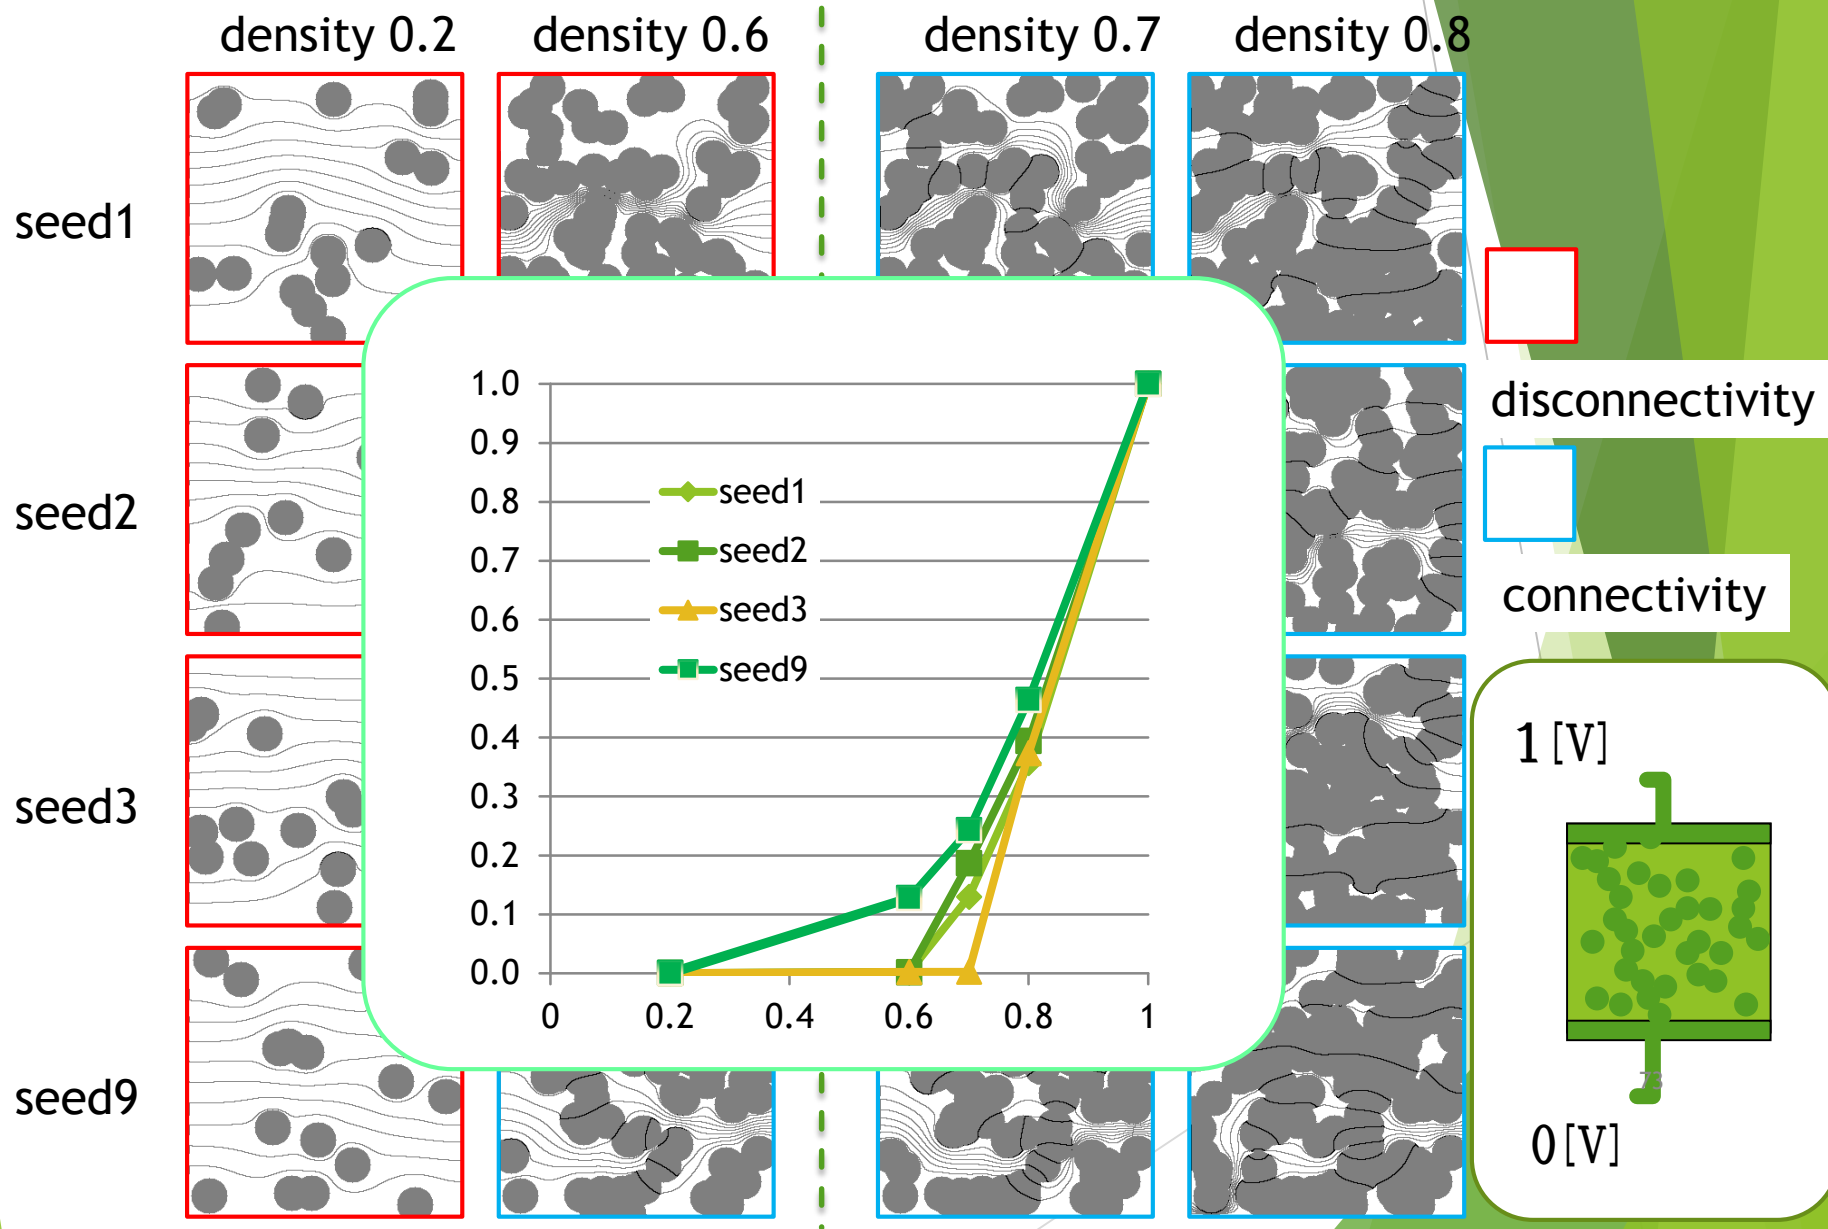 density 0.2
density 0.6
density 0.7
density 0.8
seed1
seed2
seed3
seed9
1.0
0.9
0.8
0.7
0.6
0.5
0.4
0.3
0.2
0.1
0.0
0
0.2
0.4
0.6
0.8
1
seed1
seed2
seed3
seed9
disconnectivity
connectivity
1 [V]
73
0 [V]